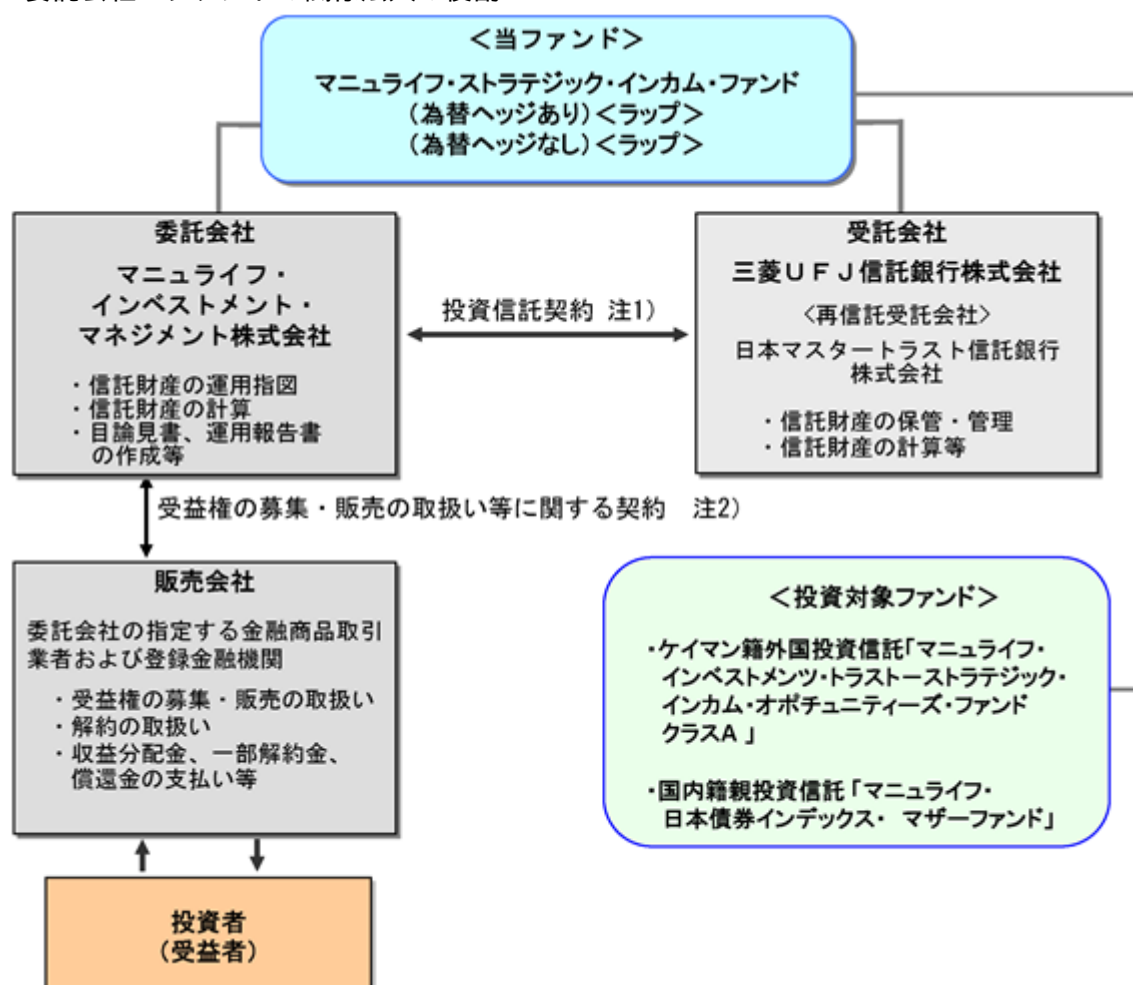 ＜当ファンド＞
マニュライフ・ストラテジック・インカム・ファンド
（為替ヘッジあり）＜ラップ＞
（為替ヘッジなし）＜ラップ＞
委託会社
マニュライフ・
インベストメント・
マネジメント株式会社
・信託財産の運用指図
・信託財産の計算
・目論見書、運用報告書
の作成等
投資信託契約 注1）
受託会社
三菱ＵＦＪ信託銀行株式会社
〈再信託受託会社〉
日本マスタートラスト信託銀行
株式会社
・信託財産の保管・管理
・信託財産の計算等
受益権の募集・販売の取扱い等に関する契約　注2）
販売会社
委託会社の指定する金融商品取引
業者および登録金融機関
・受益権の募集・販売の取扱い
・解約の取扱い
・収益分配金、一部解約金、
償還金の支払い等
＜投資対象ファンド＞
・ケイマン籍外国投資信託「マニュライフ・
インベストメンツ・トラストーストラテジック・
インカム・オポチュニティーズ・ファンド
クラスA 」
・国内籍親投資信託「マニュライフ・
日本債券インデックス・ マザーファンド」
投資者
（受益者）